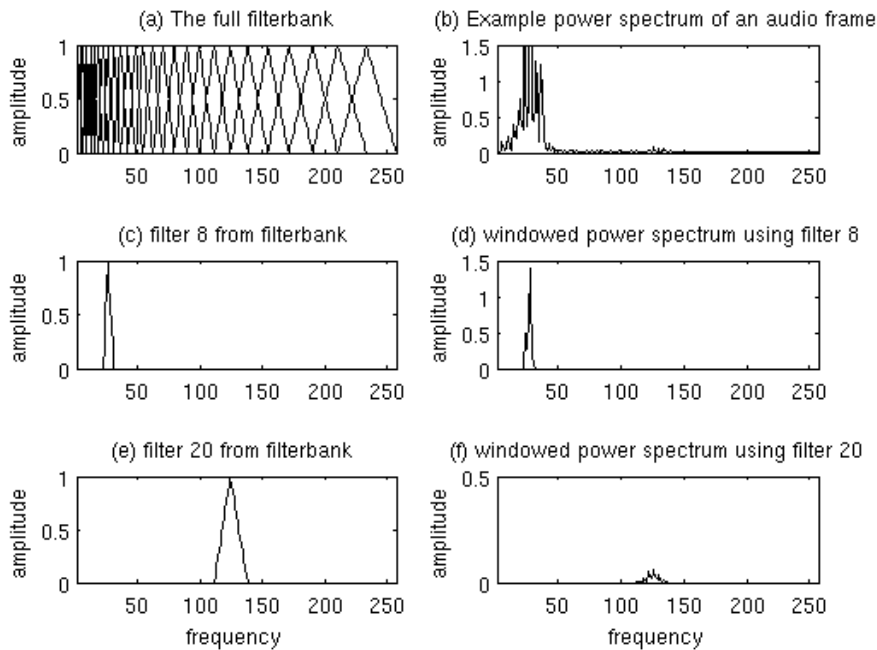 (a) The full filterbank
amplitude
1
0.5
0
50 100 150 200 250
(b) Example power spectrum of an audio frame
amplitude
1.5
1
0.5
0
50 100 150 200 250
(c) filter 8 from filterbank
amplitude
1
0.5
0
50 100 150 200 250
(d) windowed power spectrum using filter 8
amplitude
1.5
1
0.5
0
50 100 150 200 250
(e) filter 20 from filterbank
amplitude
1
0.5
0
50 100 150 200 250
frequency
(f) windowed power spectrum using filter 20
amplitude
0.5
0
50 100 150 200 250
frequency